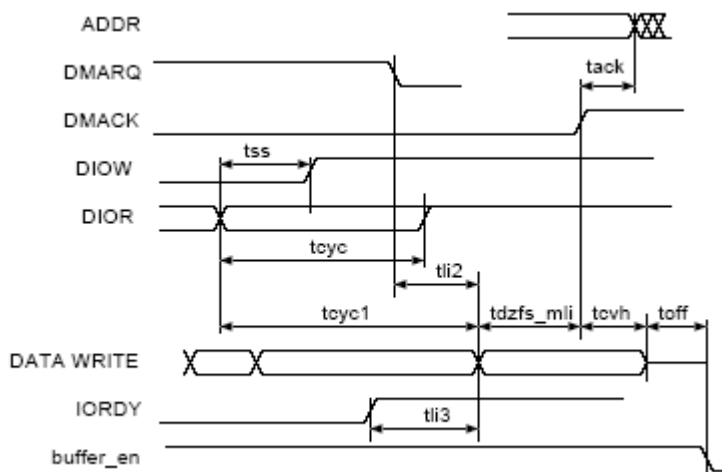 ADDR
DMARQ
tack
DMACK
tss
DIOW
DIOR
tcyc
tli2
tcyc1
tdzfs_mli
tcvh
toff
DATA WRITE
IORDY
tli3
buffer_en